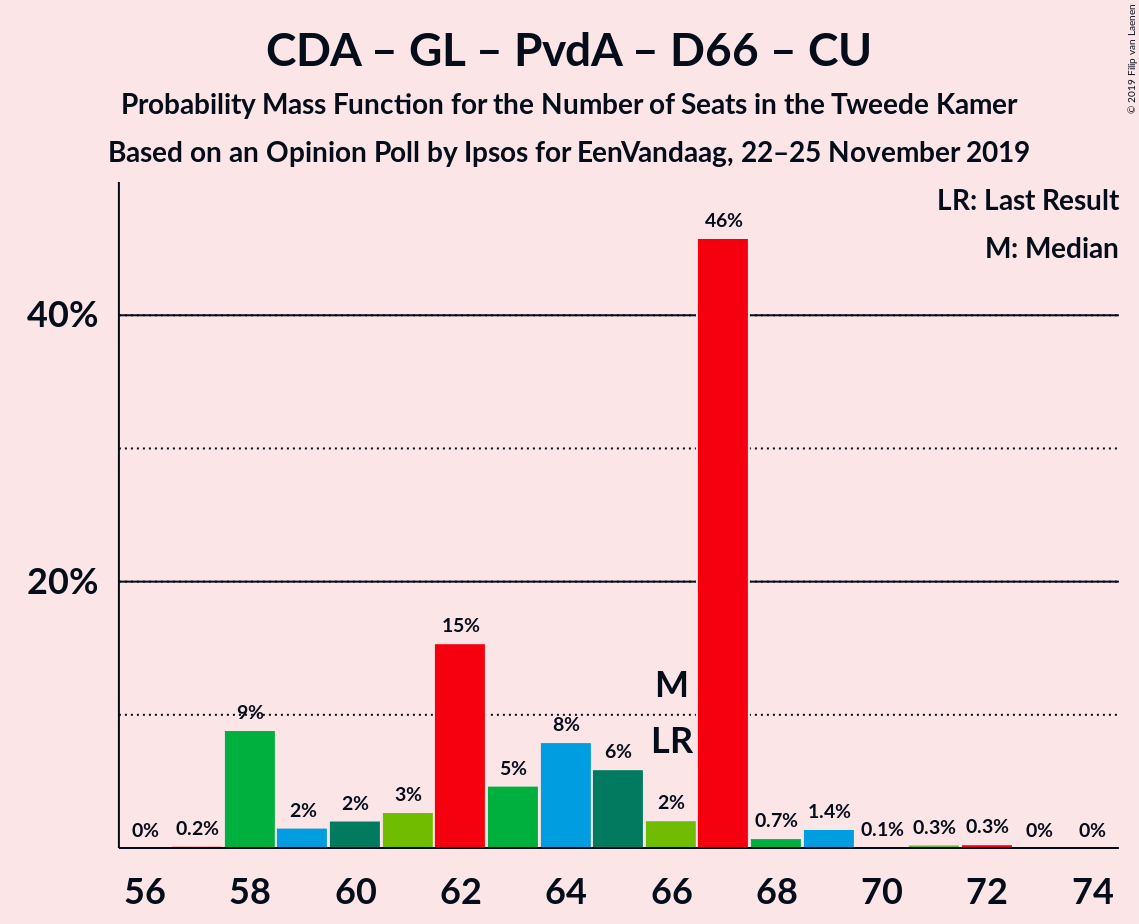 CDA – GL – PvdA – D66 – CU
Probability Mass Function for the Number of Seats in the Tweede Kamer
Based on an Opinion Poll by Ipsos for EenVandaag, 22–25 November 2019
© 2019 Filip van Laenen
LR: Last Result
M: Median
46%
40%
20%
15%
M
9%
8%
LR
6%
5%
3%
2%
2%
2%
1.4%
0.7%
0%
0.2%
0.1%
0.3%
0.3%
0%
0%
56 58 60 62 64 66 68 70 72 74